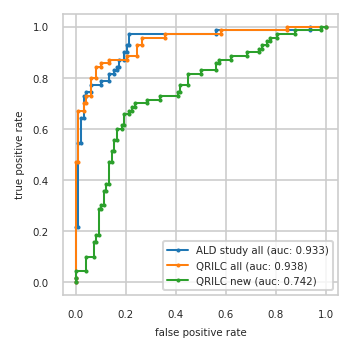 1.0
0.8
0.6
0.4
0.2
0.0
true positive rate
ALD study all (auc: 0.933)
QRILC all (auc: 0.938)
QRILC new (auc: 0.742)
0.0 0.2 0.4 0.6 0.8 1.0
false positive rate